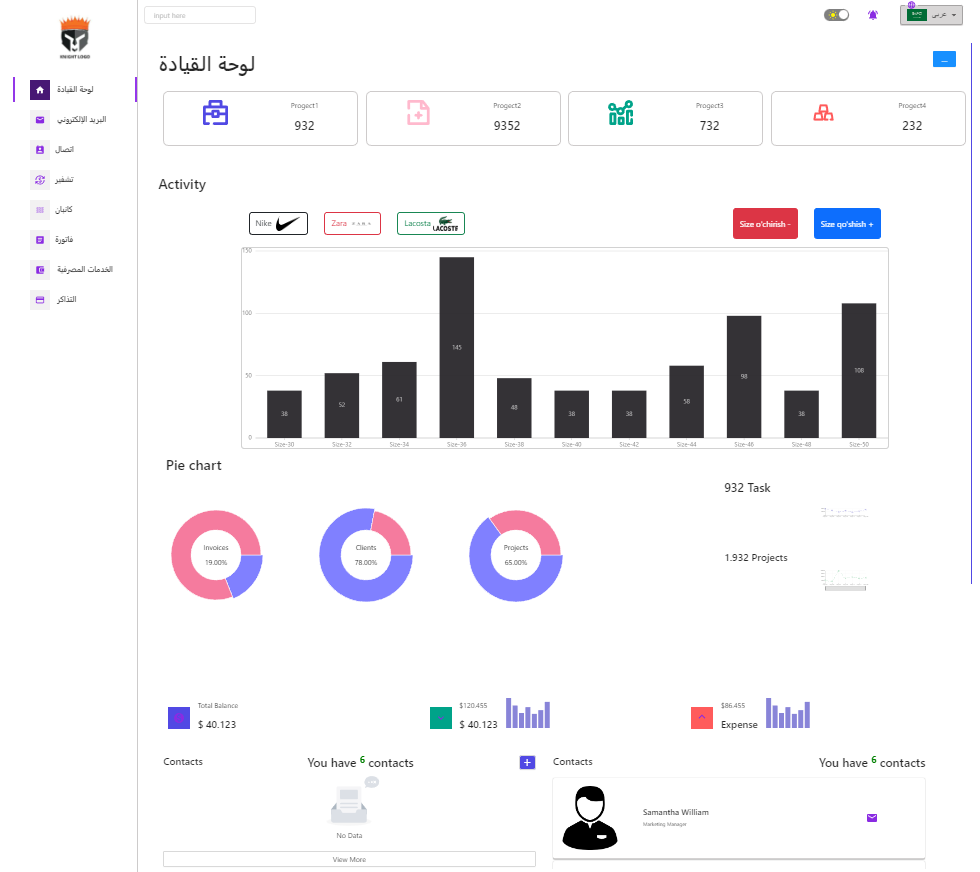 Input here
عربى
KNIGHT LOGO
لوحة القيادة
البريد الإلكتروني
اتصال
تشفير
كانبان
فاتورة
الخدمات المصرفية
التذاكر
لوحة القيادة
...
Progect1
932
Progect2
9352
Progect3
732
Progect4
232
Activity
Nike
Zara
Lacosta
LACOSTE
Size o'chirish -
Size qo'shish +
150
100
50
0
38
52
61
145
48
38
38
58
98
38
108
Size-30
Size-32
Size-34
Size-36
Size-38
Size-40
Size-42
Size-44
Size-46
Size-48
Size-50
Pie chart
Invoices
19.00%
Clients
78.00%
Projects
65.00%
932 Task
1.932 Projects
Total Balance
$ 40.123
$120.455
$ 40.123
$86.455
Expense
Contacts
You have 6 contacts
+
No Data
View More
Contacts
You have 6 contacts
Samantha William
Marketing Manager